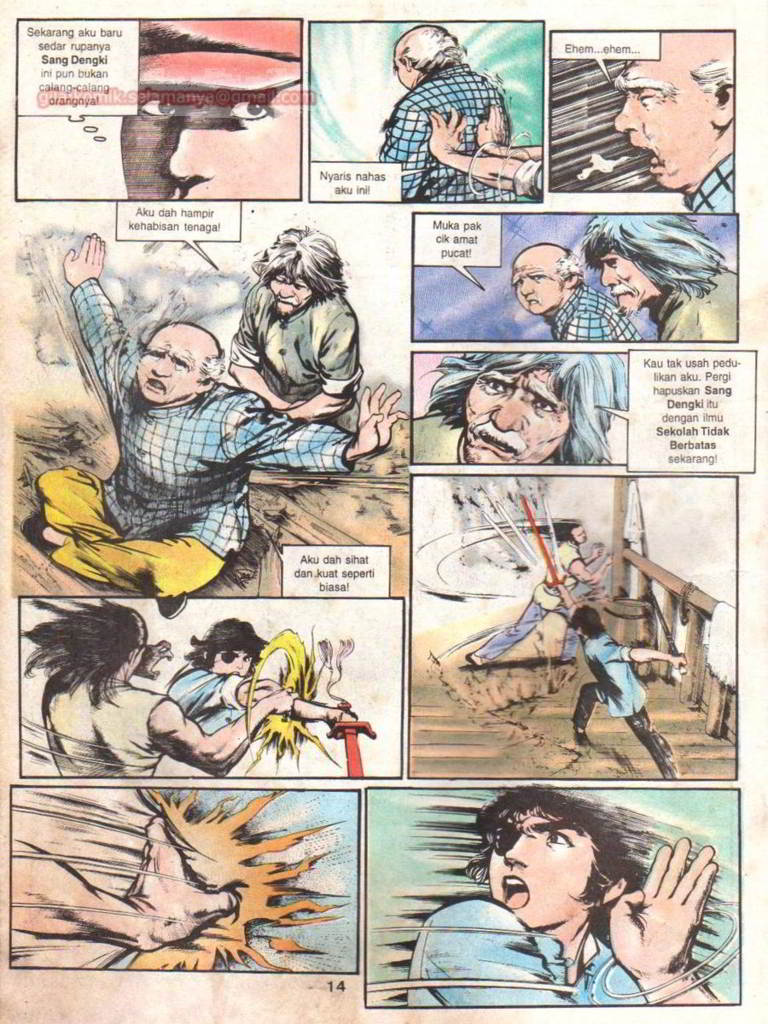 Sekarang aku baru
sedar rupanya
Sang Dengki
ini pun bukan
calang-calang
orangnya!
Nyaris nahas
aku ini!
Ehem...ehem...
Aku dah hampir
kehabisan tenaga!
Muka pak
cik amat
pucat!
Kau tak usah pedu-
likan aku. Pergi
hapuskan Sang
Dengki itu
dengan ilmu
Sekolah Tidak
Berbatas
sekarang!
Aku dah sihat
dan kuat seperti
biasa!
14